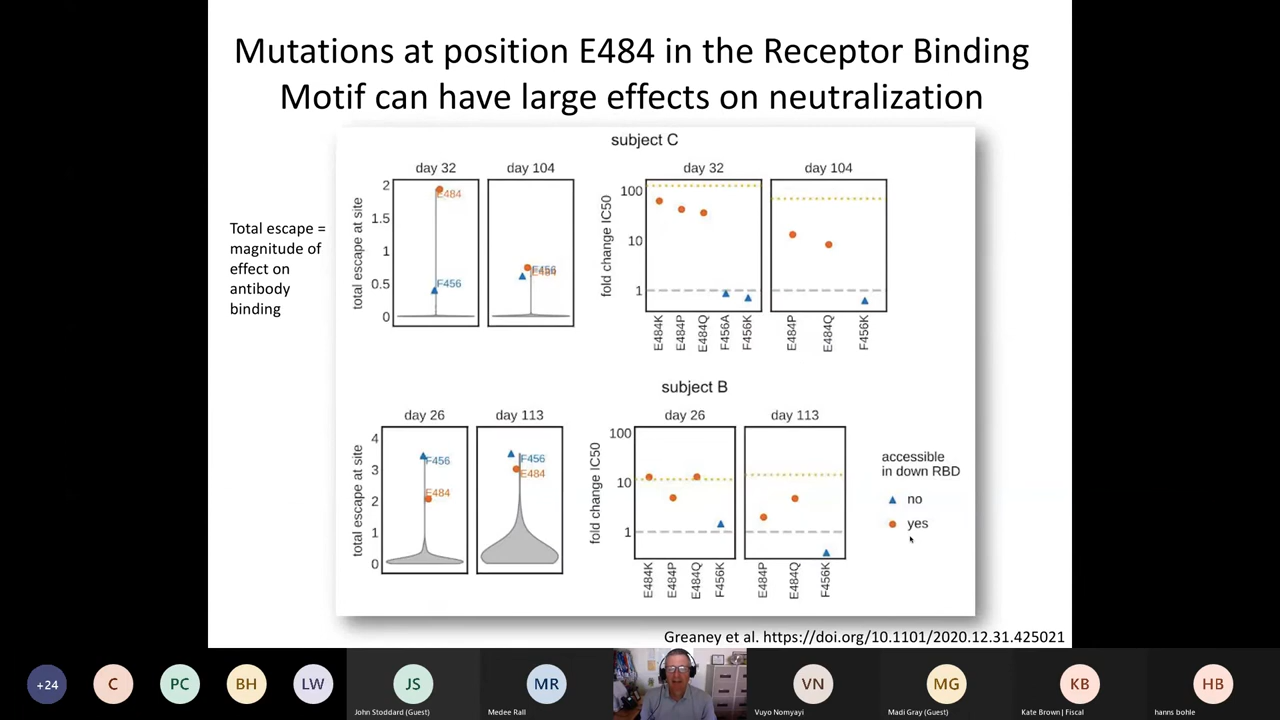 Mutations at position E484 in the Receptor Binding
Motif can have large effects on neutralization
Total escape =
magnitude of
effect on
antibody
binding
subject C
day 32
day 104
total escape at site
2
1.5
1
0.5
0
E484
F456
F456
E484
day 32
day 104
fold change IC50
100
10
1
E484K
E484P
E484Q
F456A
F456K
E484P
E484Q
F456K
subject B
day 26
day 113
total escape at site
4
3
2
1
0
F456
E484
F456
E484
day 26
day 113
fold change IC50
100
10
1
E484K
E484P
E484Q
F456K
E484P
E484Q
F456K
accessible
in down RBD
no
yes
Greaney et al. https://doi.org/10.1101/2020.12.31.425021
+24
C
PC
BH
LW
JS
John Stoddard (Guest)
MR
Medee Rall
VN
Vuyo Nomyayi
MG
Madi Gray (Guest)
KB
Kate Brown | Fiscal
HB
hanns bohle